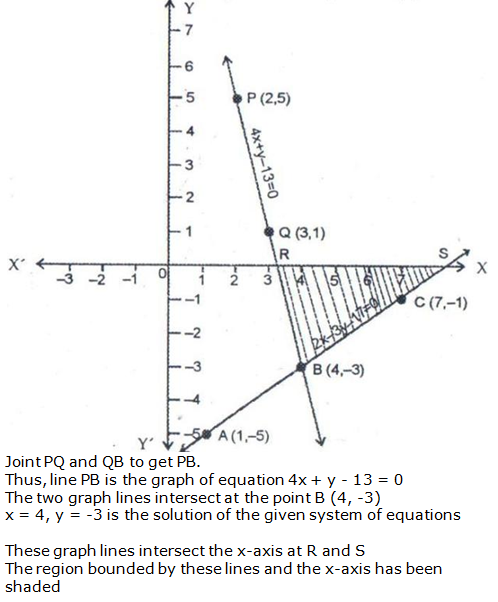 Y
7
6
5
P (2,5)
4
4x+y–13=0
3
2
1
Q (3,1)
R
S
X′
–3 –2 –1 0 1 2 3 4 5 6 7
X
–1
C (7,–1)
2x–3y–17=0
–2
–3
B (4,–3)
–4
–5
A (1,–5)
Y′
Joint PQ and QB to get PB.
Thus, line PB is the graph of equation 4x + y - 13 = 0
The two graph lines intersect at the point B (4, -3)
x = 4, y = -3 is the solution of the given system of equations
These graph lines intersect the x-axis at R and S
The region bounded by these lines and the x-axis has been
shaded